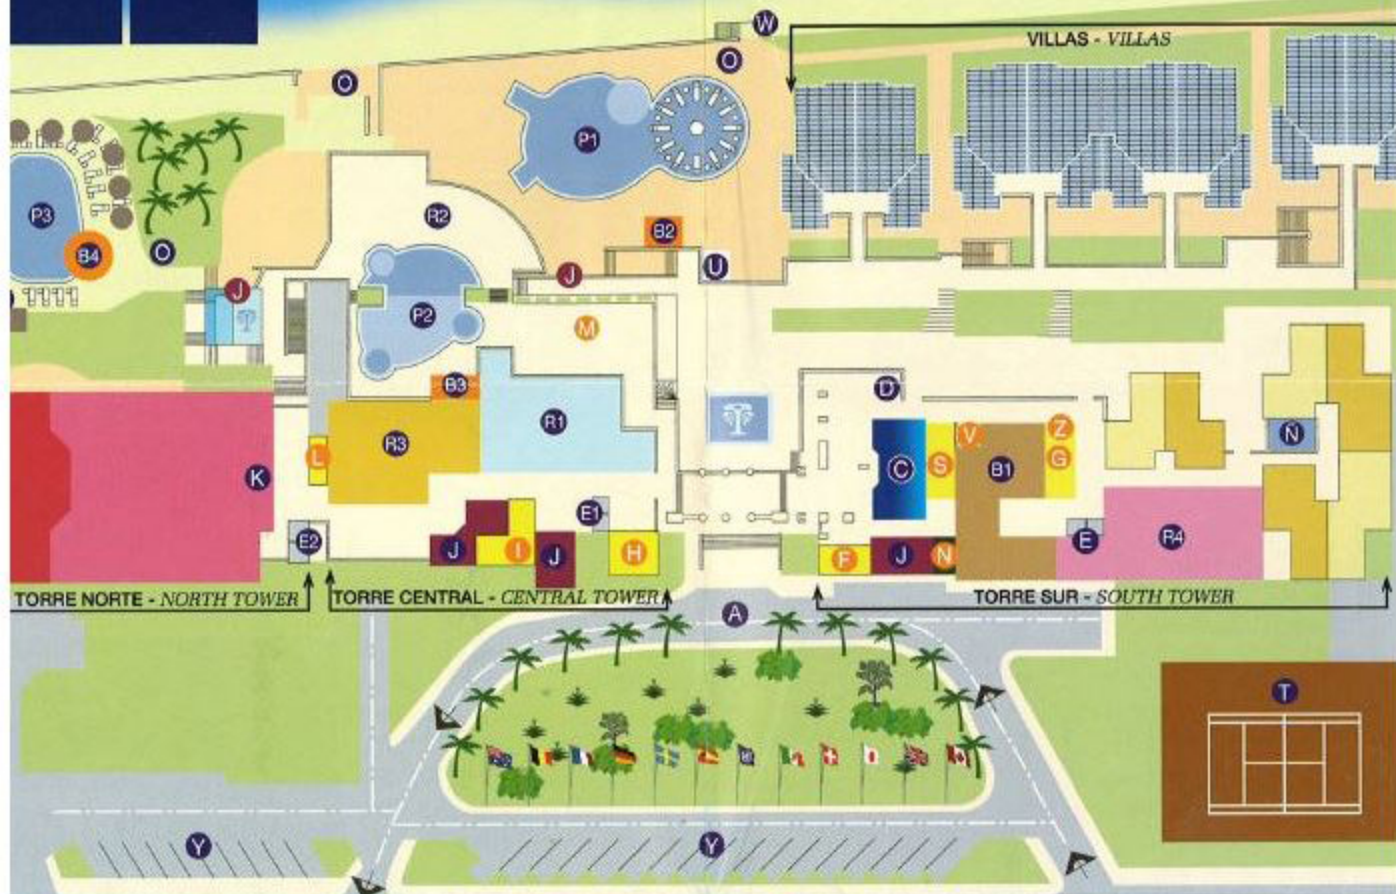 W
O
VILLAS - VILLAS
O
P1
P3
R2
B2
B4
O
U
J
J
P2
M
B3
D
R1
R3
V
Z
Ñ
L
C
S
B1
G
K
E1
E2
J
I
J
H
F
J
N
E
R4
TORRE NORTE - NORTH TOWER
TORRE CENTRAL - CENTRAL TOWER
TORRE SUR - SOUTH TOWER
A
T
Y
Y